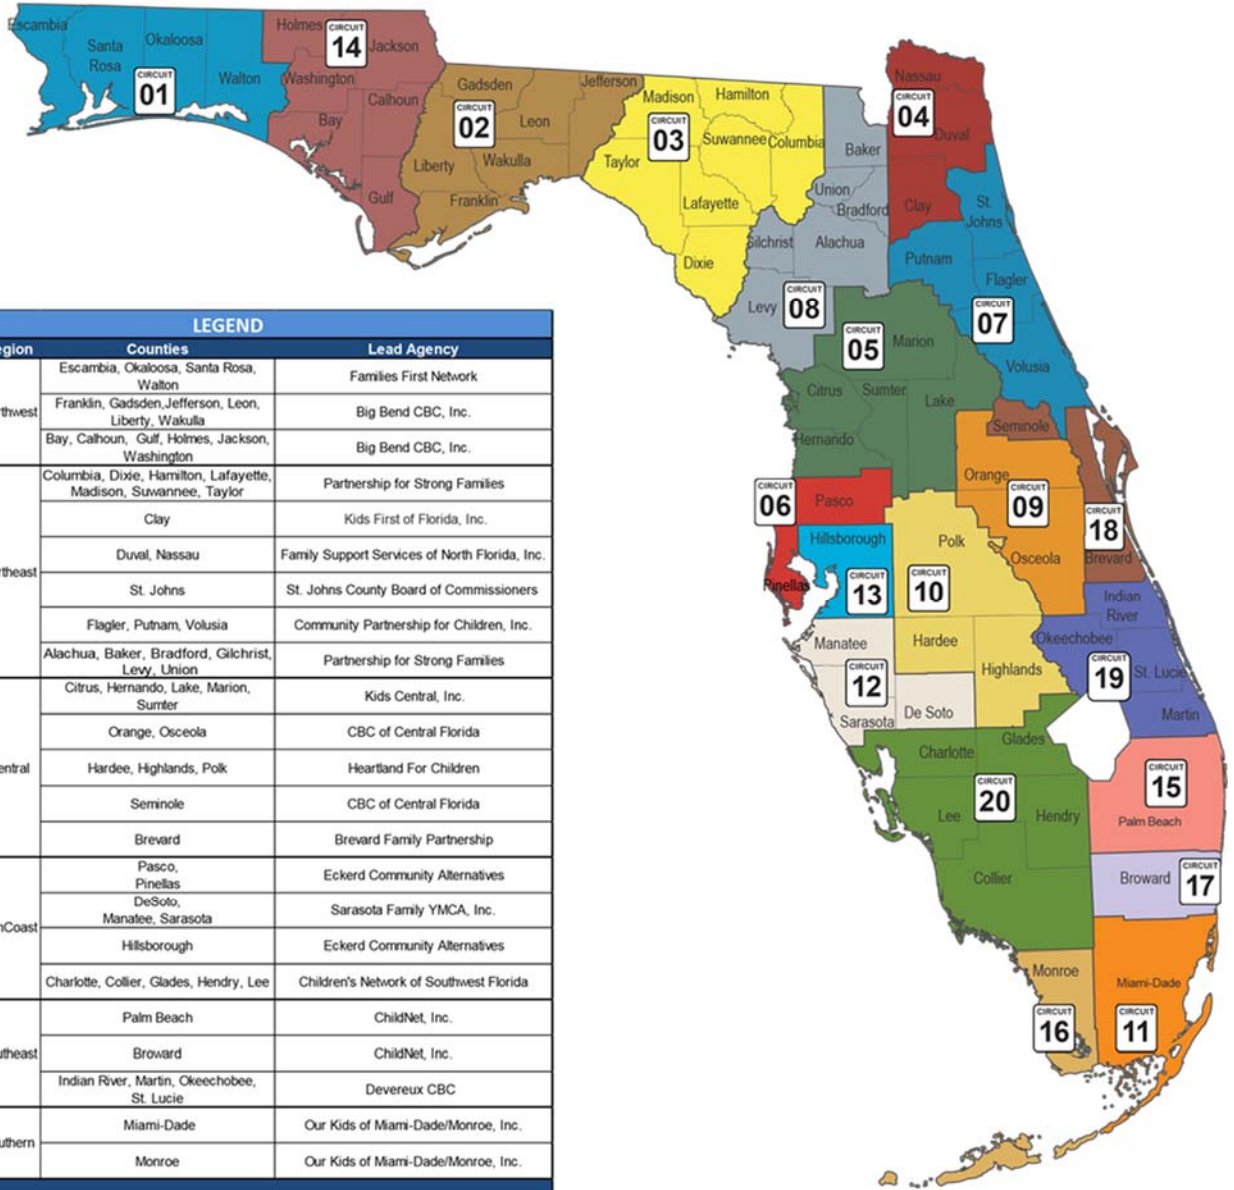 Escambia
Santa
Rosa
Okaloosa
Walton
CIRCUIT
01
Holmes
CIRCUIT
14
Jackson
Washington
Calhoun
Bay
Gulf
Gadsden
Jefferson
CIRCUIT
02
Leon
Liberty
Wakulla
Franklin
Madison
Hamilton
CIRCUIT
03
Suwannee
Columbia
Taylor
Lafayette
Dixie
Baker
Union
Bradford
Gilchrist
Alachua
Levy
CIRCUIT
08
Nassau
CIRCUIT
04
Duval
Clay
St.
Johns
Putnam
Flagler
CIRCUIT
07
Volusia
CIRCUIT
05
Marion
Citrus
Sumter
Lake
Hernando
Seminole
Orange
CIRCUIT
09
Osceola
CIRCUIT
18
Brevard
CIRCUIT
06
Pasco
Pinellas
Hillsborough
CIRCUIT
13
Polk
CIRCUIT
10
Hardee
Highlands
Manatee
CIRCUIT
12
Sarasota
De Soto
Indian
River
Okeechobee
CIRCUIT
19
St. Lucie
Martin
Charlotte
Glades
CIRCUIT
20
Lee
Hendry
Collier
CIRCUIT
15
Palm Beach
Broward
CIRCUIT
17
Monroe
CIRCUIT
16
Miami-Dade
CIRCUIT
11
LEGEND
egion Counties Lead Agency
Escambia, Okaloosa, Santa Rosa,
Walton
Families First Network
thwest
Franklin, Gadsden,Jefferson, Leon,
Liberty, Wakulla
Big Bend CBC, Inc.
Bay, Calhoun, Gulf, Holmes, Jackson,
Washington
Big Bend CBC, Inc.
Columbia, Dixie, Hamilton, Lafayette,
Madison, Suwannee, Taylor
Partnership for Strong Families
Clay Kids First of Florida, Inc.
rtheast
Duval, Nassau Family Support Services of North Florida, Inc.
St. Johns St. Johns County Board of Commissioners
Flagler, Putnam, Volusia Community Partnership for Children, Inc.
Alachua, Baker, Bradford, Gilchrist,
Levy, Union
Partnership for Strong Families
Citrus, Hernando, Lake, Marion,
Sumter
Kids Central, Inc.
Orange, Osceola CBC of Central Florida
entral
Hardee, Highlands, Polk Heartland For Children
Seminole CBC of Central Florida
Brevard Brevard Family Partnership
Pasco,
Pinellas
Eckerd Community Alternatives
DeSoto,
Manatee, Sarasota
Sarasota Family YMCA, Inc.
nCoast
Hillsborough Eckerd Community Alternatives
Charlotte, Collier, Glades, Hendry, Lee Children's Network of Southwest Florida
Palm Beach ChildNet, Inc.
utheast
Broward ChildNet, Inc.
Indian River, Martin, Okeechobee,
St. Lucie
Devereux CBC
Miami-Dade Our Kids of Miami-Dade/Monroe, Inc.
uthern
Monroe Our Kids of Miami-Dade/Monroe, Inc.